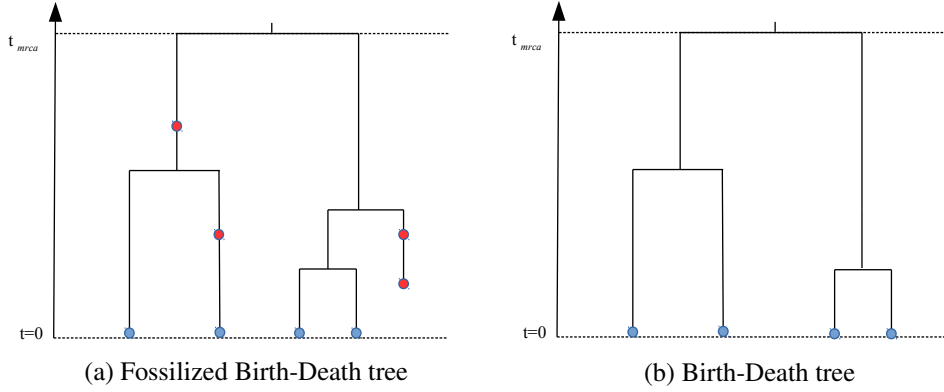 t mrca
t=0
(a) Fossilized Birth-Death tree
t mrca
t=0
(b) Birth-Death tree